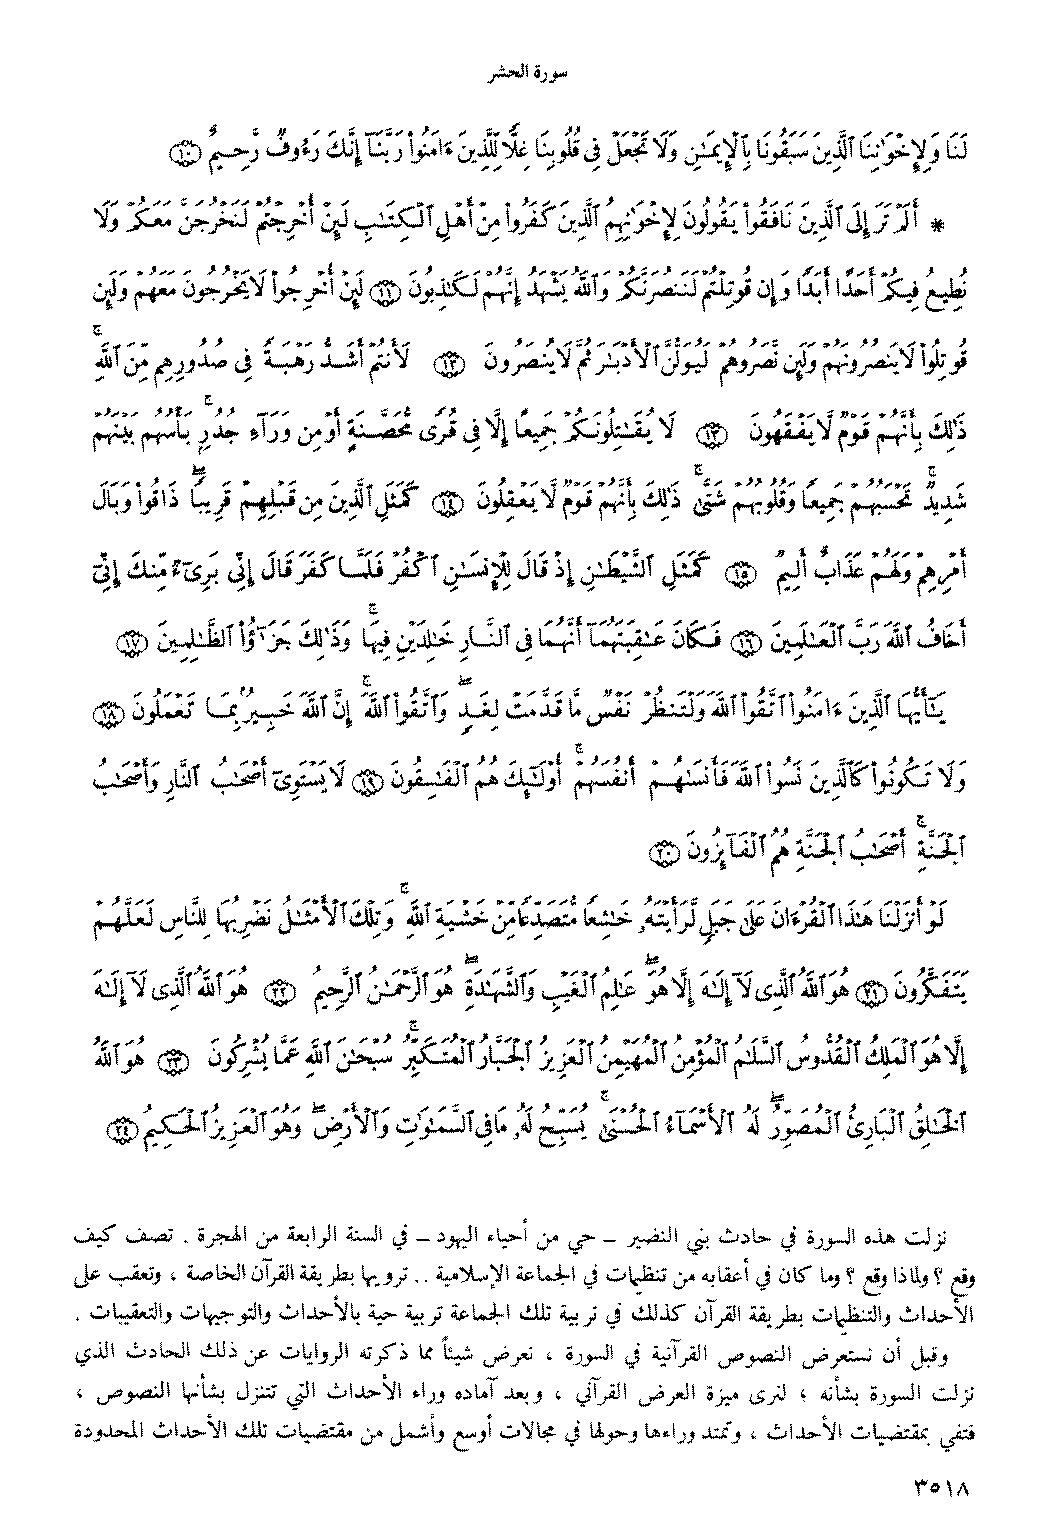 سورة الحشر
لَنَا وَلِإِخْوَٰنِنَا ٱلَّذِينَ سَبَقُونَا بِٱلْإِيمَـٰنِ وَلَا تَجْعَلْ فِى قُلُوبِنَا غِلًّا لِّلَّذِينَ ءَامَنُوا۟ رَبَّنَآ إِنَّكَ رَءُوفٌ رَّحِيمٌ ﴿١٠﴾
* أَلَمْ تَرَ إِلَى ٱلَّذِينَ نَافَقُوا۟ يَقُولُونَ لِإِخْوَٰنِهِمُ ٱلَّذِينَ كَفَرُوا۟ مِنْ أَهْلِ ٱلْكِتَـٰبِ لَئِنْ أُخْرِجْتُمْ لَنَخْرُجَنَّ مَعَكُمْ وَلَا
نُطِيعُ فِيكُمْ أَحَدًا أَبَدًا وَإِن قُوتِلْتُمْ لَنَنصُرَنَّكُمْ وَٱللَّهُ يَشْهَدُ إِنَّهُمْ لَكَـٰذِبُونَ ﴿١١﴾ لَئِنْ أُخْرِجُوا۟ لَا يَخْرُجُونَ مَعَهُمْ وَلَئِن
قُوتِلُوا۟ لَا يَنصُرُونَهُمْ وَلَئِن نَّصَرُوهُمْ لَيُوَلُّنَّ ٱلْأَدْبَـٰرَ ثُمَّ لَا يُنصَرُونَ ﴿١٢﴾ لَأَنتُمْ أَشَدُّ رَهْبَةً فِى صُدُورِهِم مِّنَ ٱللَّهِ ۚ
ذَٰلِكَ بِأَنَّهُمْ قَوْمٌ لَّا يَفْقَهُونَ ﴿١٣﴾ لَا يُقَـٰتِلُونَكُمْ جَمِيعًا إِلَّا فِى قُرًى مُّحَصَّنَةٍ أَوْ مِن وَرَآءِ جُدُرٍۭ ۚ بَأْسُهُم بَيْنَهُمْ
شَدِيدٌ ۚ تَحْسَبُهُمْ جَمِيعًا وَقُلُوبُهُمْ شَتَّىٰ ۚ ذَٰلِكَ بِأَنَّهُمْ قَوْمٌ لَّا يَعْقِلُونَ ﴿١٤﴾ كَمَثَلِ ٱلَّذِينَ مِن قَبْلِهِمْ قَرِيبًا ۖ ذَاقُوا۟ وَبَالَ
أَمْرِهِمْ وَلَهُمْ عَذَابٌ أَلِيمٌ ﴿١٥﴾ كَمَثَلِ ٱلشَّيْطَـٰنِ إِذْ قَالَ لِلْإِنسَـٰنِ ٱكْفُرْ فَلَمَّا كَفَرَ قَالَ إِنِّى بَرِىٓءٌ مِّنكَ إِنِّىٓ
أَخَافُ ٱللَّهَ رَبَّ ٱلْعَـٰلَمِينَ ﴿١٦﴾ فَكَانَ عَـٰقِبَتَهُمَآ أَنَّهُمَا فِى ٱلنَّارِ خَـٰلِدَيْنِ فِيهَا ۚ وَذَٰلِكَ جَزَٰٓؤُا۟ ٱلظَّـٰلِمِينَ ﴿١٧﴾
يَـٰٓأَيُّهَا ٱلَّذِينَ ءَامَنُوا۟ ٱتَّقُوا۟ ٱللَّهَ وَلْتَنظُرْ نَفْسٌ مَّا قَدَّمَتْ لِغَدٍ ۖ وَٱتَّقُوا۟ ٱللَّهَ ۚ إِنَّ ٱللَّهَ خَبِيرٌۢ بِمَا تَعْمَلُونَ ﴿١٨﴾
وَلَا تَكُونُوا۟ كَٱلَّذِينَ نَسُوا۟ ٱللَّهَ فَأَنسَىٰهُمْ أَنفُسَهُمْ ۚ أُو۟لَـٰٓئِكَ هُمُ ٱلْفَـٰسِقُونَ ﴿١٩﴾ لَا يَسْتَوِىٓ أَصْحَـٰبُ ٱلنَّارِ وَأَصْحَـٰبُ
ٱلْجَنَّةِ ۚ أَصْحَـٰبُ ٱلْجَنَّةِ هُمُ ٱلْفَآئِزُونَ ﴿٢٠﴾
لَوْ أَنزَلْنَا هَـٰذَا ٱلْقُرْءَانَ عَلَىٰ جَبَلٍ لَّرَأَيْتَهُۥ خَـٰشِعًا مُّتَصَدِّعًا مِّنْ خَشْيَةِ ٱللَّهِ ۚ وَتِلْكَ ٱلْأَمْثَـٰلُ نَضْرِبُهَا لِلنَّاسِ لَعَلَّهُمْ
يَتَفَكَّرُونَ ﴿٢١﴾ هُوَ ٱللَّهُ ٱلَّذِى لَآ إِلَـٰهَ إِلَّا هُوَ ۖ عَـٰلِمُ ٱلْغَيْبِ وَٱلشَّهَـٰدَةِ ۖ هُوَ ٱلرَّحْمَـٰنُ ٱلرَّحِيمُ ﴿٢٢﴾ هُوَ ٱللَّهُ ٱلَّذِى لَآ إِلَـٰهَ
إِلَّا هُوَ ٱلْمَلِكُ ٱلْقُدُّوسُ ٱلسَّلَـٰمُ ٱلْمُؤْمِنُ ٱلْمُهَيْمِنُ ٱلْعَزِيزُ ٱلْجَبَّارُ ٱلْمُتَكَبِّرُ ۚ سُبْحَـٰنَ ٱللَّهِ عَمَّا يُشْرِكُونَ ﴿٢٣﴾ هُوَ ٱللَّهُ
ٱلْخَـٰلِقُ ٱلْبَارِئُ ٱلْمُصَوِّرُ ۖ لَهُ ٱلْأَسْمَآءُ ٱلْحُسْنَىٰ ۚ يُسَبِّحُ لَهُۥ مَا فِى ٱلسَّمَـٰوَٰتِ وَٱلْأَرْضِ ۖ وَهُوَ ٱلْعَزِيزُ ٱلْحَكِيمُ ﴿٢٤﴾
نزلت هذه السورة في حادث بني النضير – حي من أحياء اليهود – في السنة الرابعة من الهجرة . تصف كيف
وقع ؟ ولماذا وقع ؟ وما كان في أعقابه من تنظيمات في الجماعة الإسلامية .. ترويها بطريقة القرآن الخاصة ، وتعقب على
الأحداث والتنظيمات بطريقة القرآن كذلك في تربية تلك الجماعة تربية حية بالأحداث والتوجيهات والتعقيبات .
وقبل أن نستعرض النصوص القرآنية في السورة ، نعرض شيئاً مما ذكرته الروايات عن ذلك الحادث الذي
نزلت السورة بشأنه ؛ لنرى ميزة العرض القرآني ، وبعد آماده وراء الأحداث التي تتنزل بشأنها النصوص ،
فتفي بمقتضيات الأحداث ، وتمتد وراءها وحولها في مجالات أوسع وأشمل من مقتضيات تلك الأحداث المحدودة
٣٥١٨